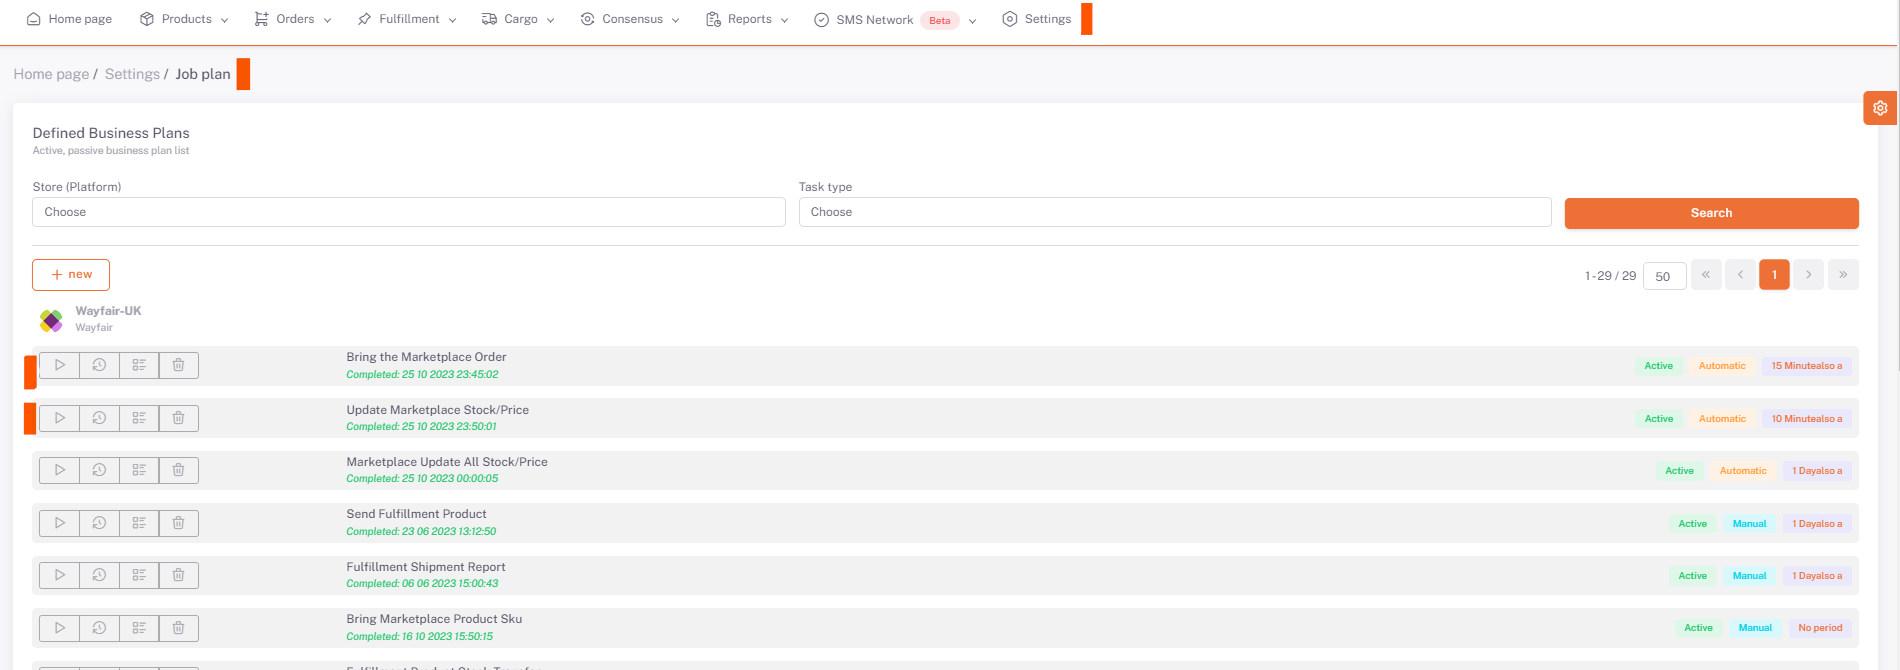 Home page Products Orders Fulfillment Cargo Consensus Reports SMS Network Beta Settings
Home page / Settings / Job plan
Defined Business Plans
Active, passive business plan list
Store (Platform) Task type
Choose Choose Search
+ new 1 - 29 / 29 50 « ‹ 1 › »
Wayfair-UK
Wayfair
Bring the Marketplace Order
Completed: 25 10 2023 23:45:02
Active Automatic 15 Minutealso a
Update Marketplace Stock/Price
Completed: 25 10 2023 23:50:01
Active Automatic 10 Minutealso a
Marketplace Update All Stock/Price
Completed: 25 10 2023 00:00:05
Active Automatic 1 Dayalso a
Send Fulfillment Product
Completed: 23 06 2023 13:12:50
Active Manual 1 Dayalso a
Fulfillment Shipment Report
Completed: 06 06 2023 15:00:43
Active Manual 1 Dayalso a
Bring Marketplace Product Sku
Completed: 16 10 2023 15:50:15
Active Manual No period